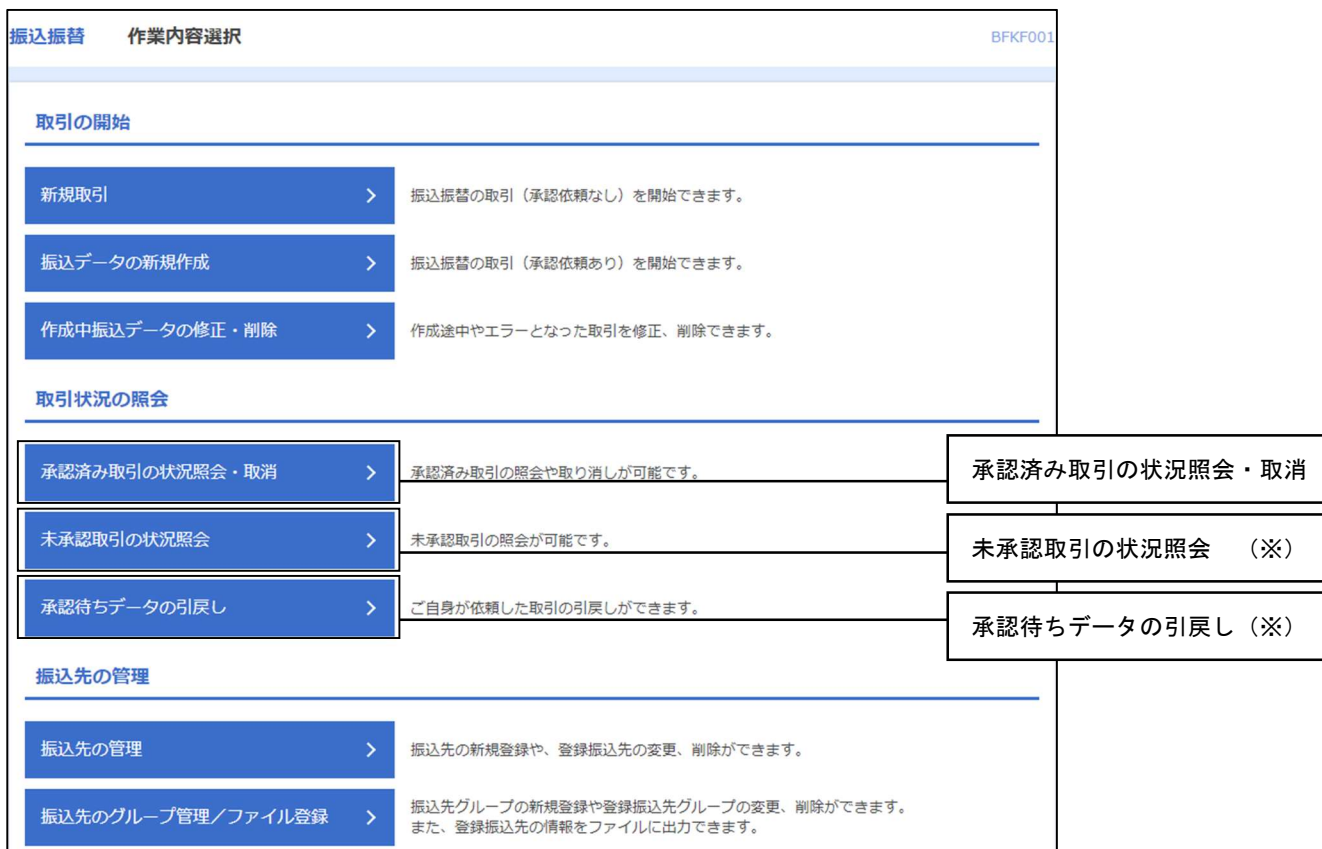 振込振替 作業内容選択 BFKF001
取引の開始
新規取引 振込振替の取引（承認依頼なし）を開始できます。
振込データの新規作成 振込振替の取引（承認依頼あり）を開始できます。
作成中振込データの修正・削除 作成途中やエラーとなった取引を修正、削除できます。
取引状況の照会
承認済み取引の状況照会・取消 承認済み取引の照会や取り消しが可能です。 承認済み取引の状況照会・取消
未承認取引の状況照会 未承認取引の照会が可能です。 未承認取引の状況照会 （※）
承認待ちデータの引戻し ご自身が依頼した取引の引戻しができます。 承認待ちデータの引戻し（※）
振込先の管理
振込先の管理 振込先の新規登録や、登録振込先の変更、削除ができます。
振込先のグループ管理／ファイル登録 振込先グループの新規登録や登録振込先グループの変更、削除ができます。
また、登録振込先の情報をファイルに出力できます。